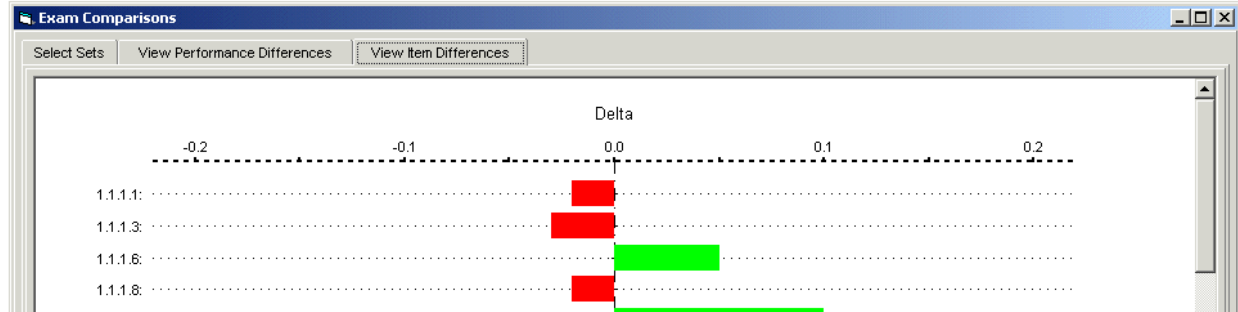 Exam Comparisons
Select Sets View Performance Differences View Item Differences
Delta
-0.2 -0.1 0.0 0.1 0.2
1.1.1.1:
1.1.1.3:
1.1.1.6:
1.1.1.8: